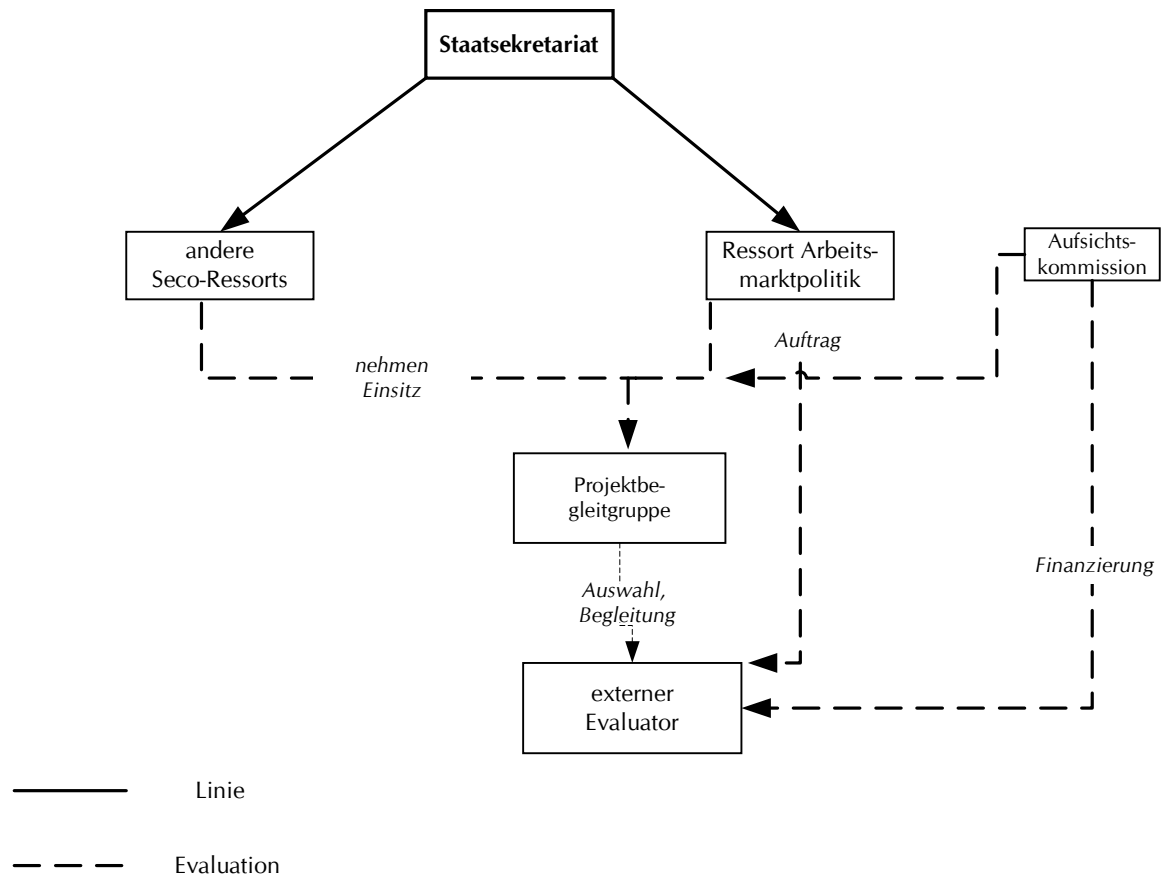 Staatsekretariat
andere
Seco-Ressorts
Ressort Arbeits-
marktpolitik
Aufsichts-
kommission
Auftrag
nehmen
Einsitz
Projektbe-
gleitgruppe
Finanzierung
Auswahl,
Begleitung
externer
Evaluator
Linie
Evaluation